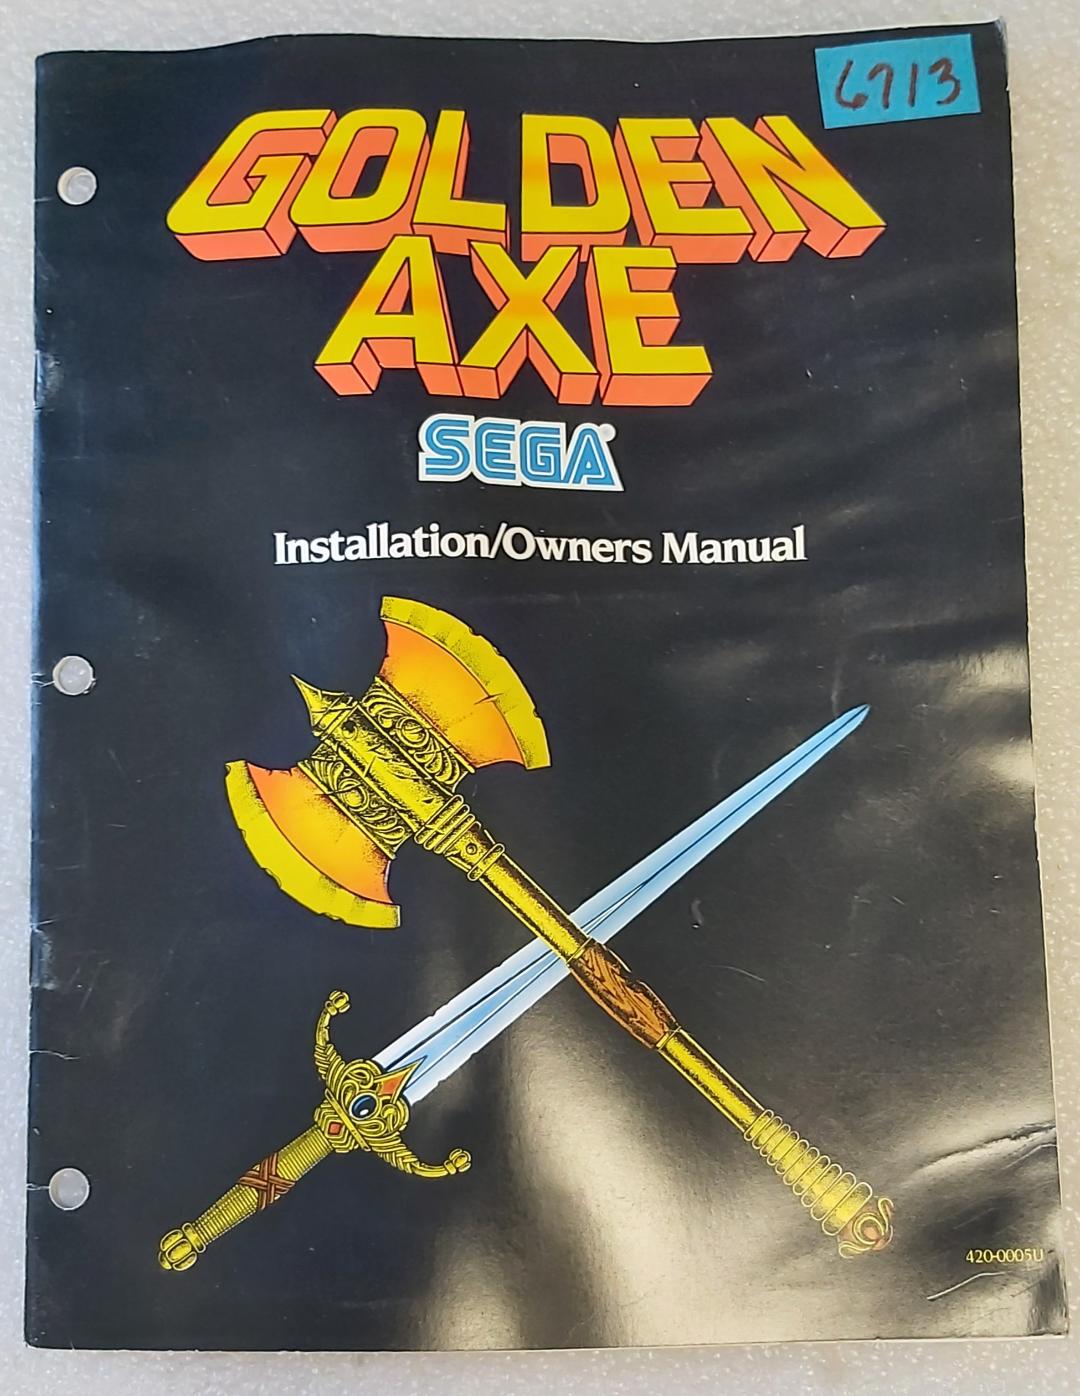 6713
GOLDEN
AXE
SEGA®
Installation/Owners Manual
420-0005U